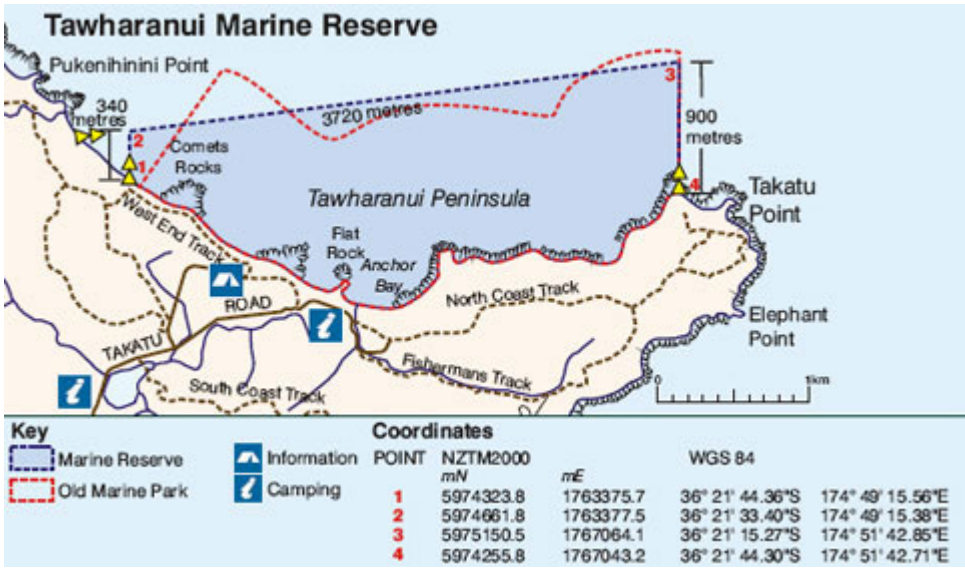 Tawharanui Marine Reserve
Pukenihinini Point
340
metres
3
2
3720 metres
900
metres
1
Comets
Rocks
4
Takatu
Point
Tawharanui Peninsula
West End Track
Flat
Rock
Anchor
Bay
North Coast Track
ROAD
TAKATU
Elephant
Point
Fishermans Track
South Coast Track
0 1km
Key
Marine Reserve
Old Marine Park
Information
Camping
Coordinates
POINT NZTM2000 WGS 84
mN mE
1 5974323.8 1763375.7 36° 21' 44.36"S 174° 49' 15.56"E
2 5974661.8 1763377.5 36° 21' 33.40"S 174° 49' 15.38"E
3 5975150.5 1767064.1 36° 21' 15.27"S 174° 51' 42.85"E
4 5974255.8 1767043.2 36° 21' 44.30"S 174° 51' 42.71"E